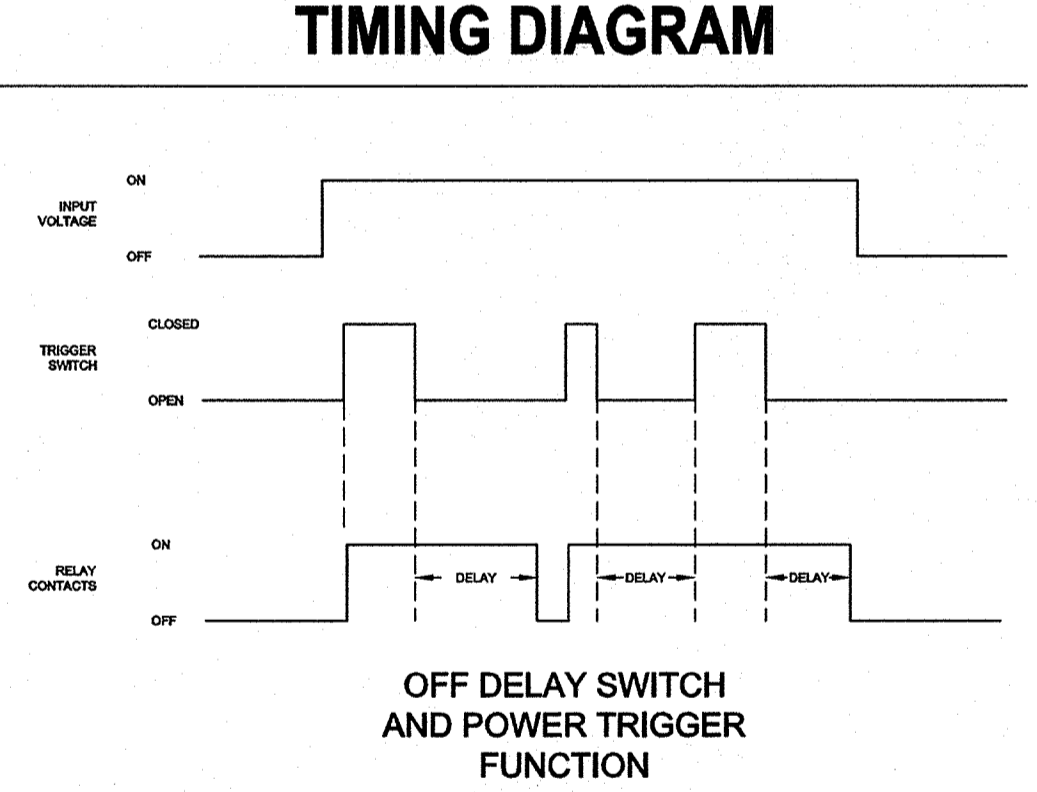 TIMING DIAGRAM
ON
INPUT
VOLTAGE
OFF
CLOSED
TRIGGER
SWITCH
OPEN
ON
RELAY
CONTACTS
DELAY
DELAY
DELAY
OFF
OFF DELAY SWITCH
AND POWER TRIGGER
FUNCTION